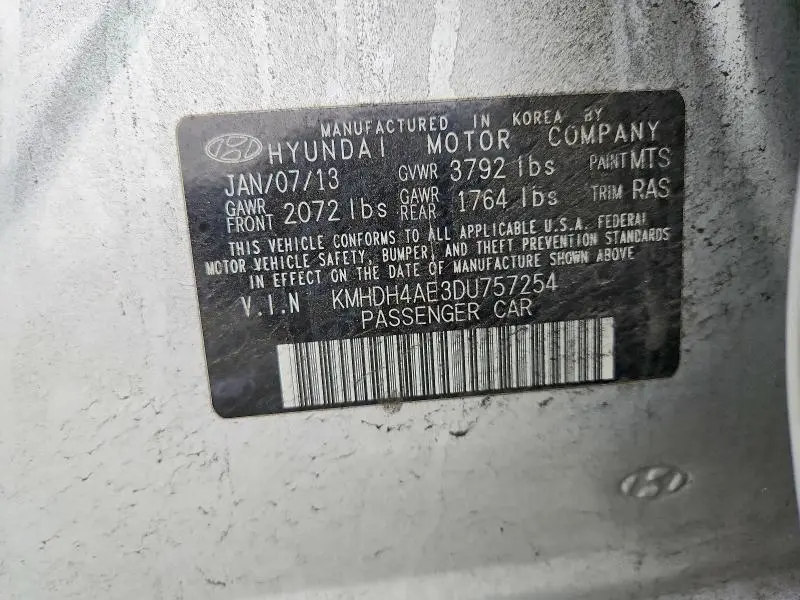 MANUFACTURED IN KOREA BY
HYUNDAI MOTOR COMPANY
JAN/07/13 GVWR 3792 lbs PAINT MTS
GAWR FRONT 2072 lbs GAWR REAR 1764 lbs TRIM RAS
THIS VEHICLE CONFORMS TO ALL APPLICABLE U.S.A. FEDERAL
MOTOR VEHICLE SAFETY, BUMPER, AND THEFT PREVENTION STANDARDS
IN EFFECT ON THE DATE OF MANUFACTURE SHOWN ABOVE
V.I.N KMHDH4AE3DU757254
PASSENGER CAR